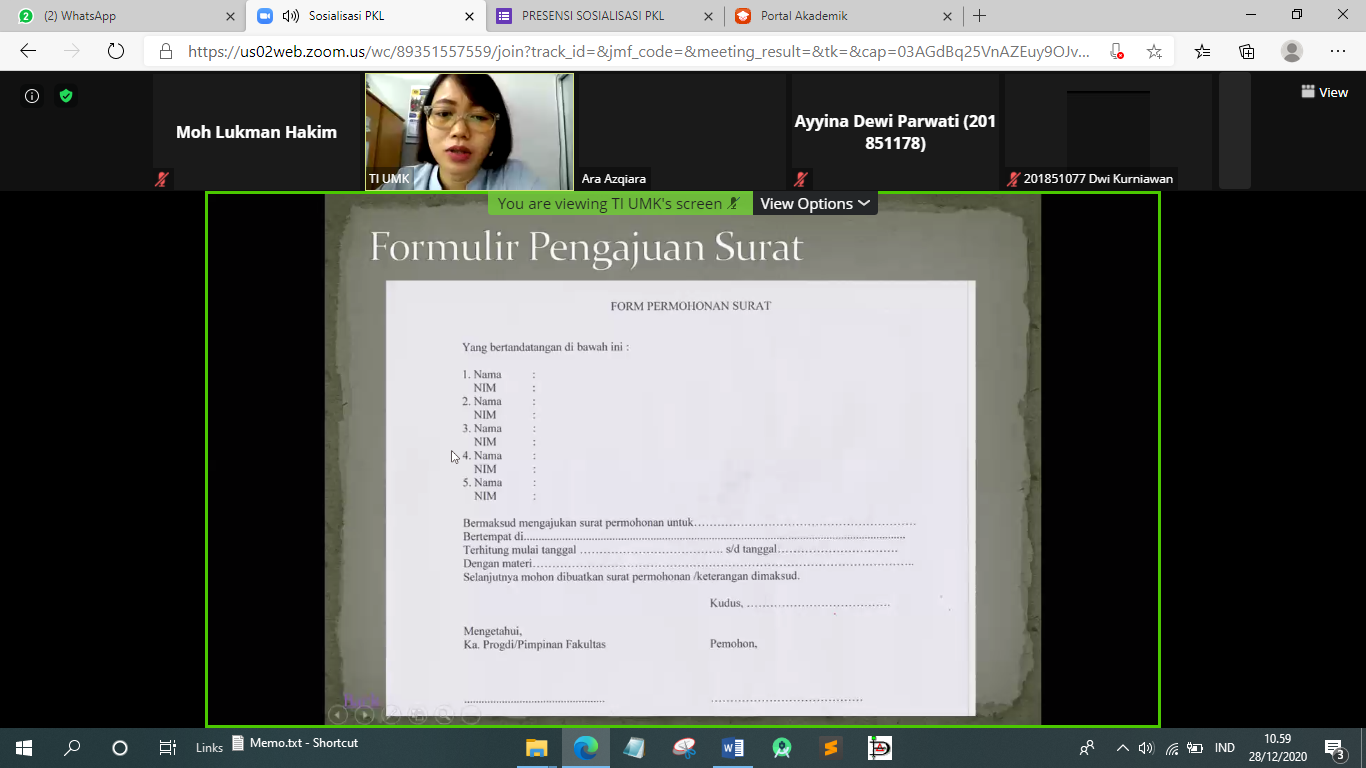 (2) WhatsApp
Sosialisasi PKL
PRESENSI SOSIALISASI PKL
Portal Akademik
https://us02web.zoom.us/wc/89351557559/join?track_id=&jmf_code=&meeting_result=&tk=&cap=03AGdBq25VnAZEuy9OJv...
View
Moh Lukman Hakim
TI UMK
Ara Azqiara
Ayyina Dewi Parwati (201
851178)
201851077 Dwi Kurniawan
You are viewing TI UMK's screen
View Options
Formulir Pengajuan Surat
FORM PERMOHONAN SURAT
Yang bertandatangan di bawah ini :
1. Nama :
NIM :
2. Nama :
NIM :
3. Nama :
NIM :
4. Nama :
NIM :
5. Nama :
NIM :
Bermaksud mengajukan surat permohonan untuk..........................................................
Bertempat di..........................................................................................................
Terhitung mulai tanggal ...................................... s/d tanggal................................
Dengan materi........................................................................................................
Selanjutnya mohon dibuatkan surat permohonan /keterangan dimaksud.
Kudus, ......................................
Mengetahui,
Ka. Progdi/Pimpinan Fakultas Pemohon,
............................................... ........................................
Links
Memo.txt - Shortcut
W
IND
10.59
28/12/2020
3